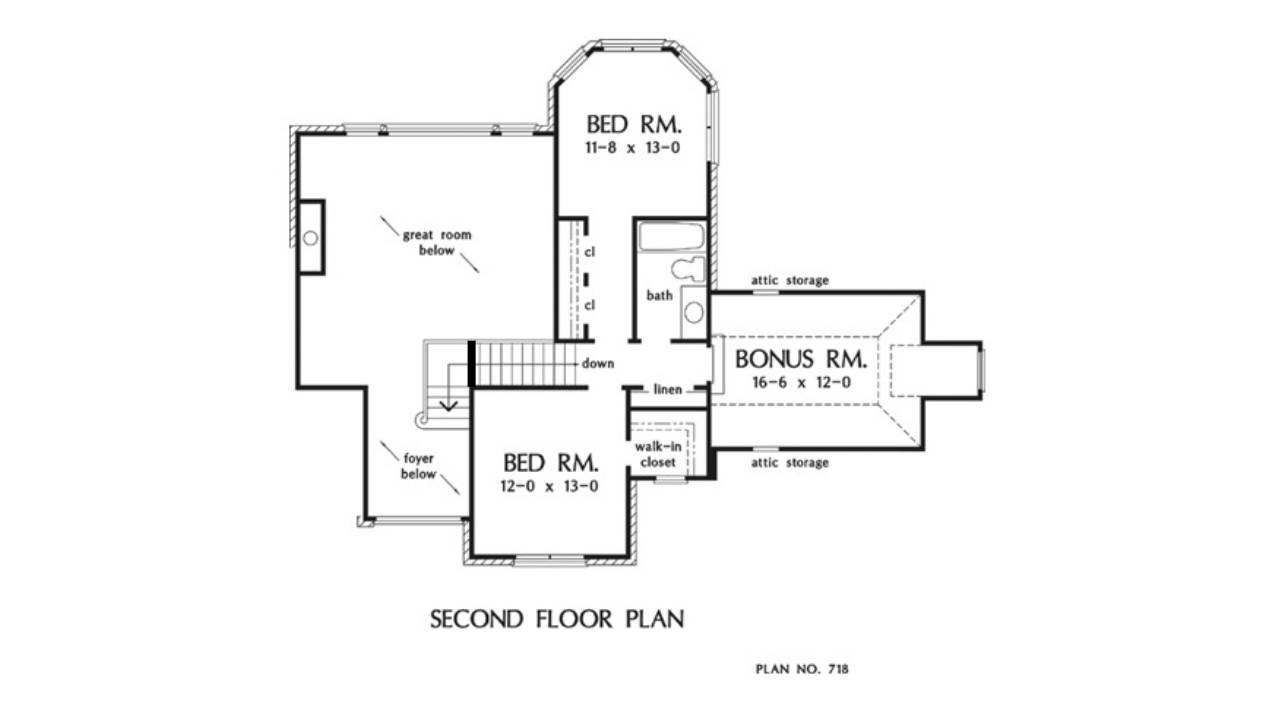 BED RM.
11-8 x 13-0
great room
below
cl
cl
bath
attic storage
down
BONUS RM.
16-6 x 12-0
linen
walk-in
closet
foyer
below
BED RM.
12-0 x 13-0
attic storage
SECOND FLOOR PLAN
PLAN NO. 718